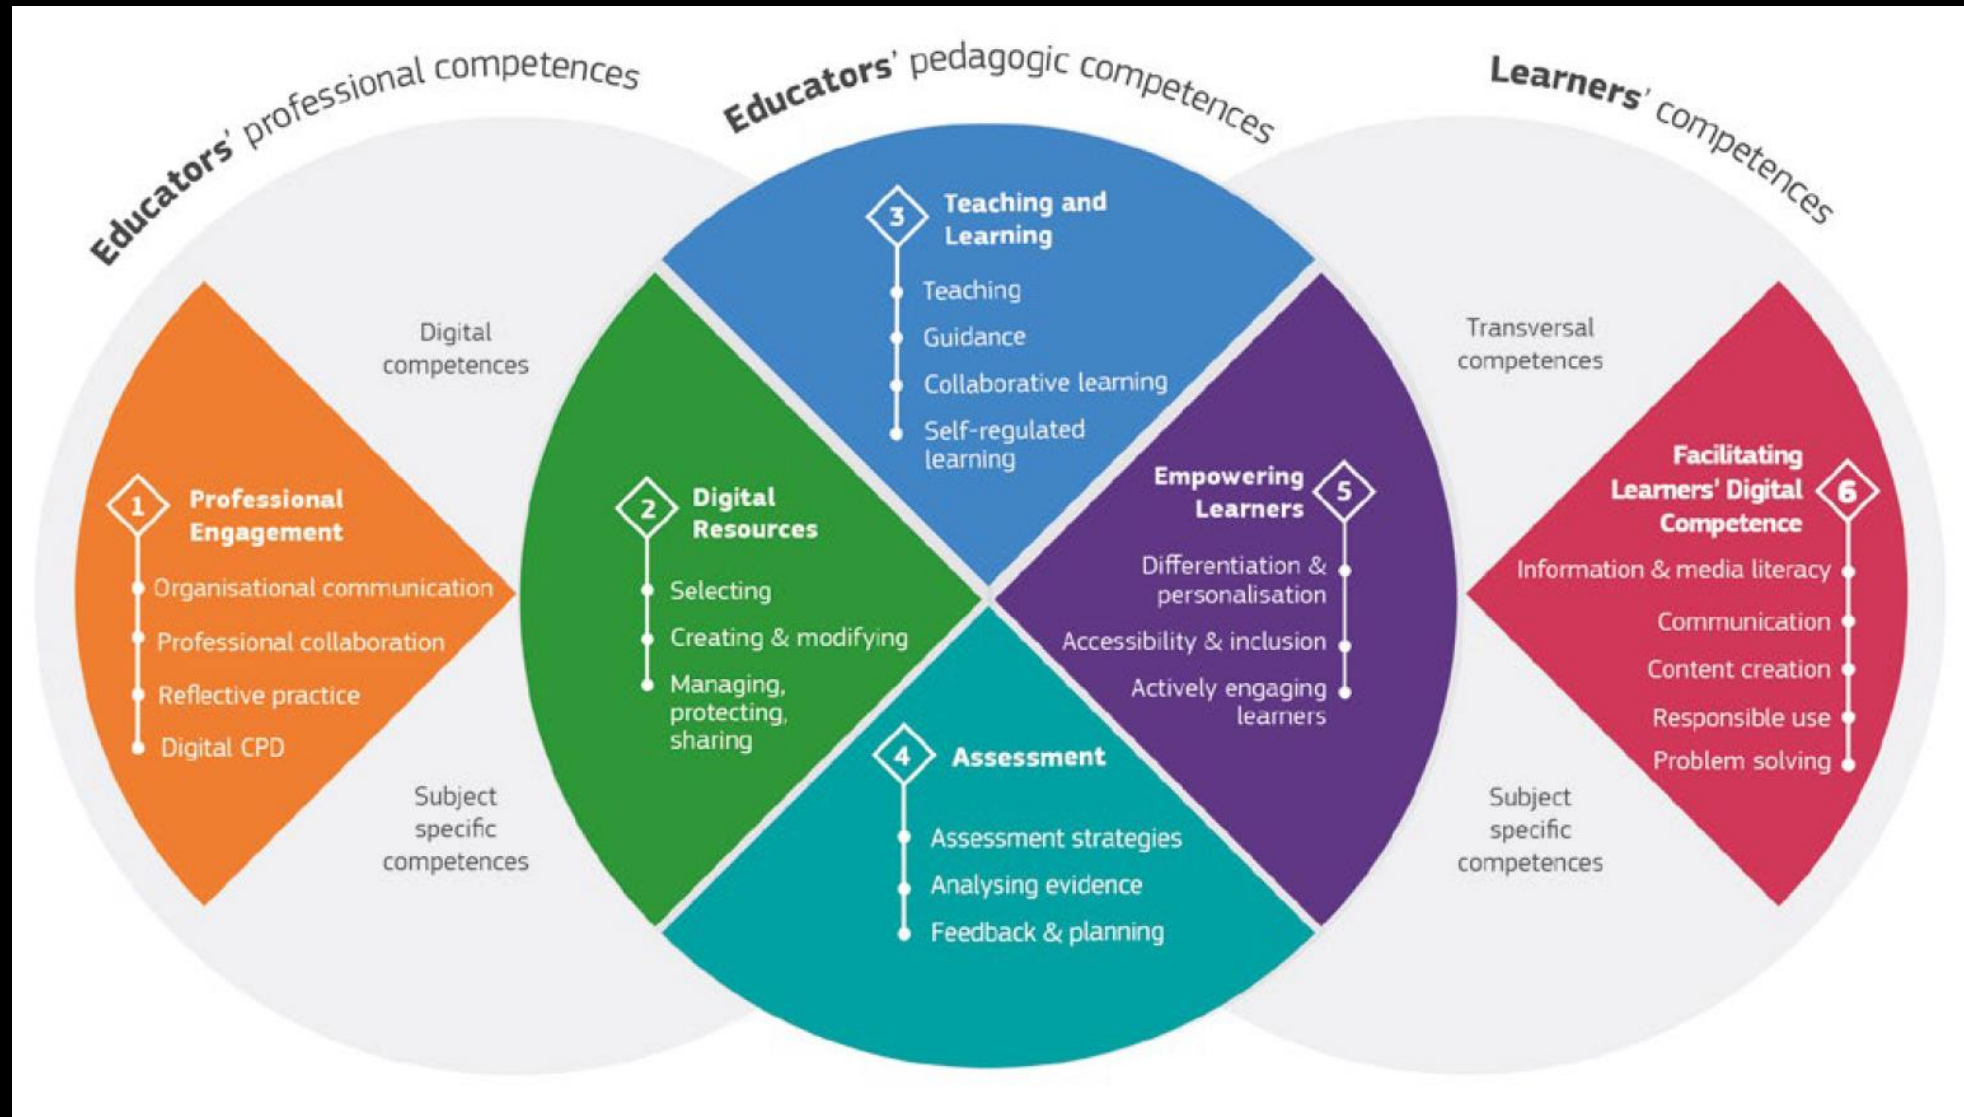 Educators' professional competences
Educators' pedagogic competences
Learners' competences
Digital
competences
Subject
specific
competences
Transversal
competences
Subject
specific
competences
1
Professional
Engagement
Organisational communication
Professional collaboration
Reflective practice
Digital CPD
2
Digital
Resources
Selecting
Creating & modifying
Managing,
protecting,
sharing
3
Teaching and
Learning
Teaching
Guidance
Collaborative learning
Self-regulated
learning
4
Assessment
Assessment strategies
Analysing evidence
Feedback & planning
5
Empowering
Learners
Differentiation &
personalisation
Accessibility & inclusion
Actively engaging
learners
6
Facilitating
Learners' Digital
Competence
Information & media literacy
Communication
Content creation
Responsible use
Problem solving